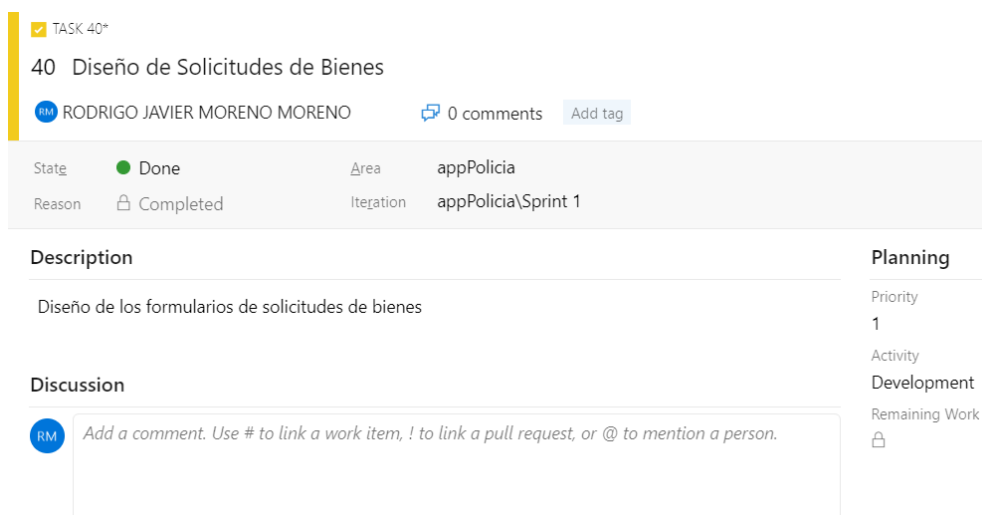 TASK 40*
40 Diseño de Solicitudes de Bienes
RM RODRIGO JAVIER MORENO MORENO 0 comments Add tag
State Done Area appPolicia
Reason Completed Iteration appPolicia\Sprint 1
Description
Diseño de los formularios de solicitudes de bienes
Discussion
RM Add a comment. Use # to link a work item, ! to link a pull request, or @ to mention a person.
Planning
Priority
1
Activity
Development
Remaining Work